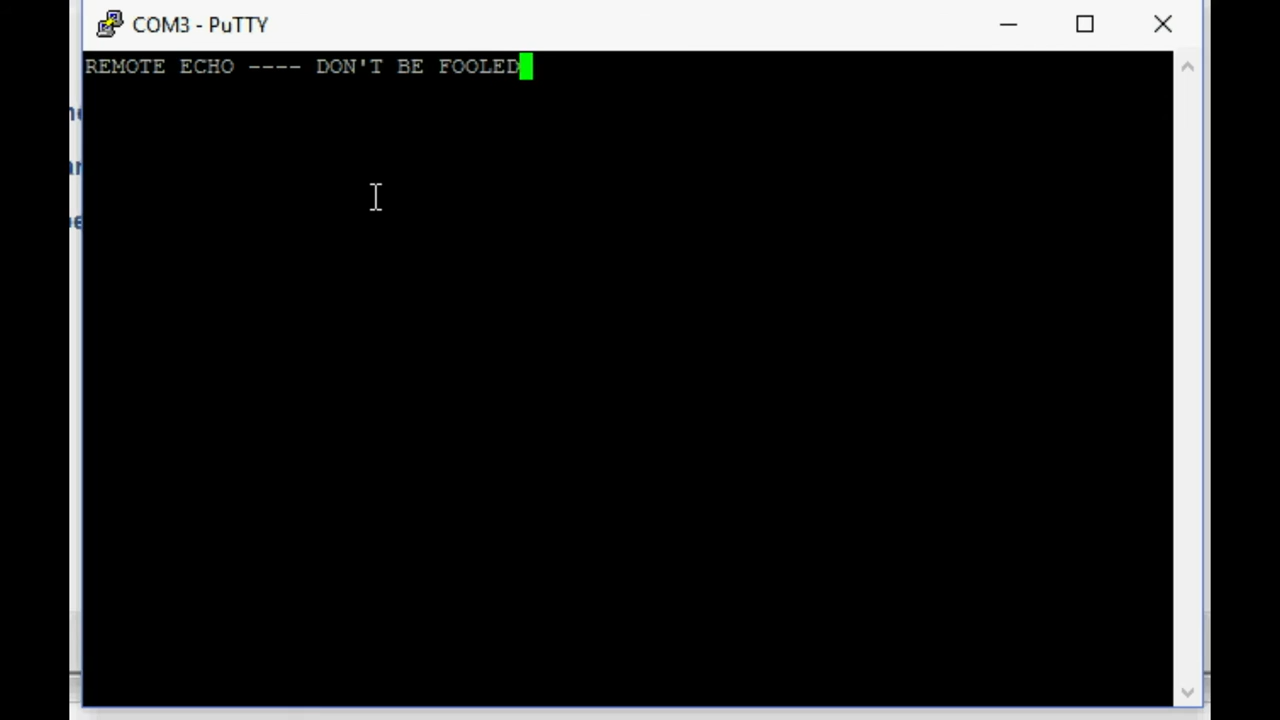 COM3 - PuTTY
REMOTE ECHO ---- DON'T BE FOOLED